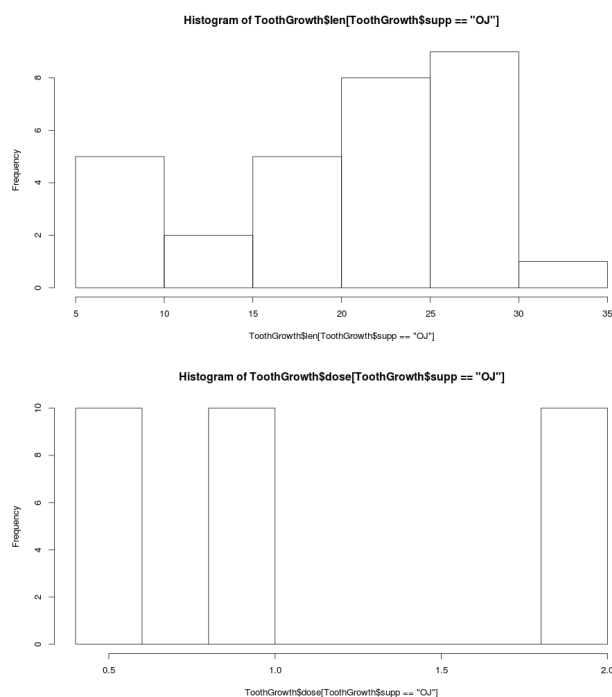 Histogram of ToothGrowth$len[ToothGrowth$supp == "OJ"]
Frequency
8
6
4
2
0
5 10 15 20 25 30 35
ToothGrowth$len[ToothGrowth$supp == "OJ"]
Histogram of ToothGrowth$dose[ToothGrowth$supp == "OJ"]
Frequency
10
8
6
4
2
0
0.5 1.0 1.5 2.0
ToothGrowth$dose[ToothGrowth$supp == "OJ"]